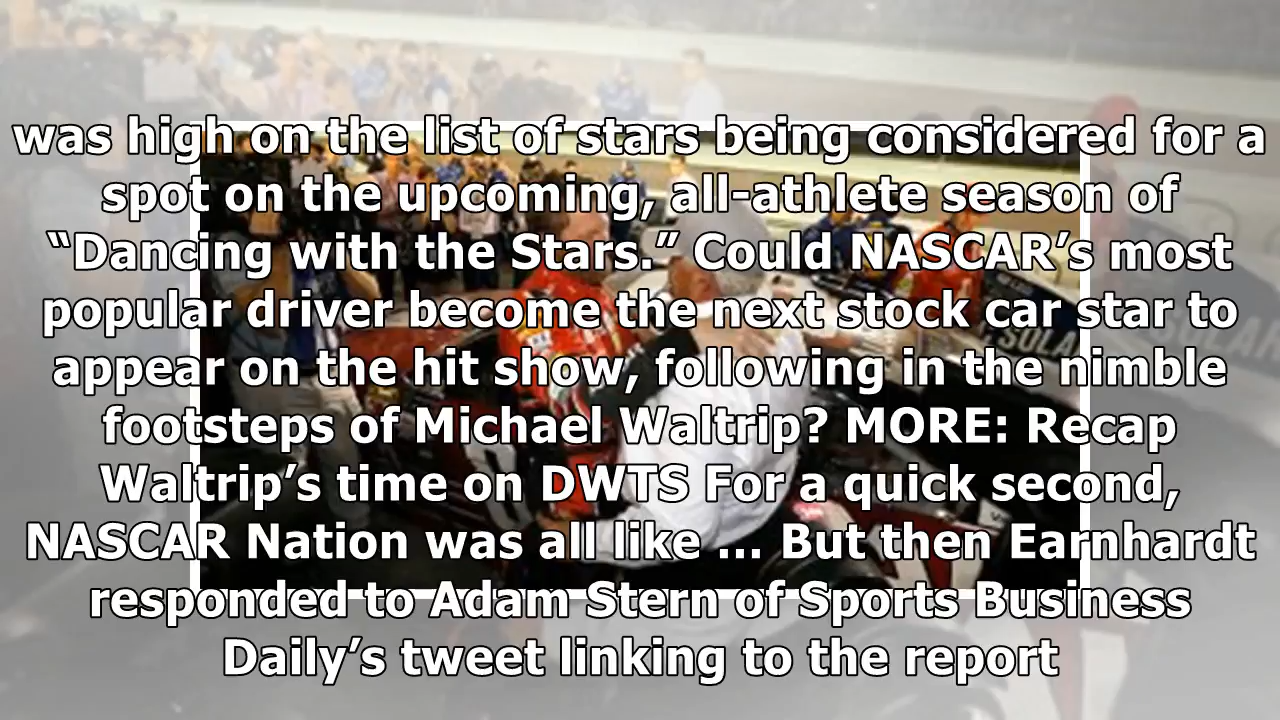 was high on the list of stars being considered for a
spot on the upcoming, all-athlete season of
“Dancing with the Stars.” Could NASCAR’s most
popular driver become the next stock car star to
appear on the hit show, following in the nimble
footsteps of Michael Waltrip? MORE: Recap
Waltrip’s time on DWTS For a quick second,
NASCAR Nation was all like ... But then Earnhardt
responded to Adam Stern of Sports Business
Daily’s tweet linking to the report